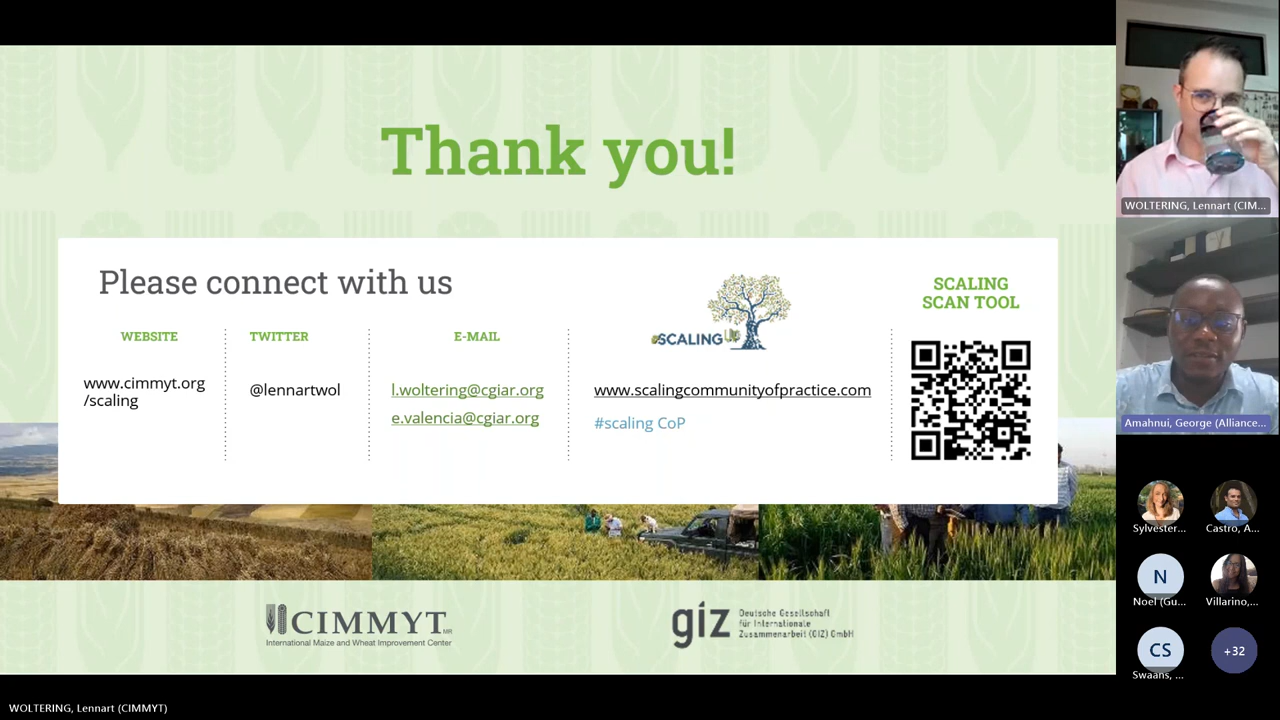 Thank you!
Please connect with us
WEBSITE
www.cimmyt.org
/scaling
TWITTER
@lennartwol
E-MAIL
l.woltering@cgiar.org
e.valencia@cgiar.org
#SCALINGUP
www.scalingcommunityofpractice.com
#scaling CoP
SCALING
SCAN TOOL
CIMMYT
International Maize and Wheat Improvement Center
giz
Deutsche Gesellschaft
für Internationale
Zusammenarbeit (GIZ) GmbH
WOLTERING, Lennart (CIM...
Amahnui, George (Alliance...
Sylvester...
Castro, A...
N
Noel (Gu...
Villarino,...
CS
Swaans, ...
+32
WOLTERING, Lennart (CIMMYT)